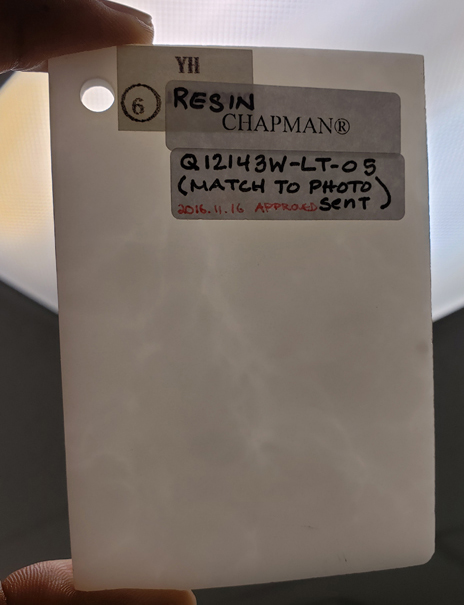 YH
6 RESIN
CHAPMAN®
Q12143W-LT-05
(MATCH TO PHOTO
2016.11.16 APPROVED SENT)